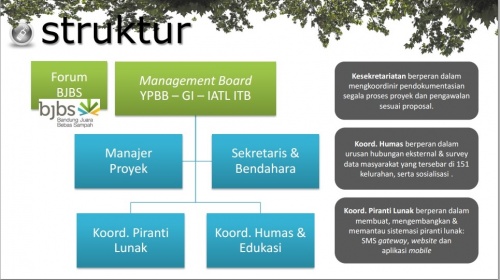 struktur
Forum
BJBS
bjbs
Bandung Juara
Bebas Sampah
Management Board
YPBB – GI – IATL ITB
Manajer
Proyek
Sekretaris &
Bendahara
Koord. Piranti
Lunak
Koord. Humas &
Edukasi
Kesekretariatan berperan dalam
mengkoordinir pendokumentasian
segala proses proyek dan pengawalan
sesuai proposal.
Koord. Humas berperan dalam
urusan hubungan eksternal & survey
data masyarakat yang tersebar di 151
kelurahan, serta sosialisasi .
Koord. Piranti Lunak berperan dalam
membuat, mengembangkan &
memantau sistemasi piranti lunak:
SMS gateway, website dan
aplikasi mobile